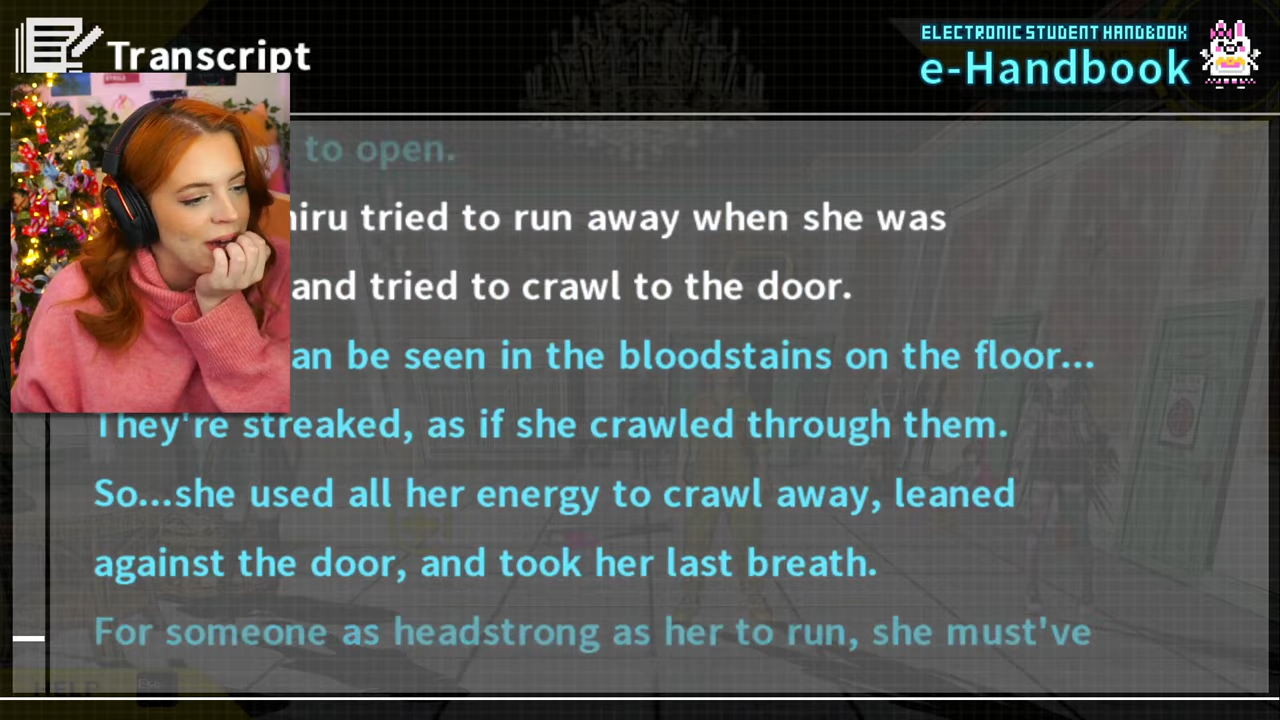 Transcript
ELECTRONIC STUDENT HANDBOOK
e-Handbook
to open.
hiru tried to run away when she was
and tried to crawl to the door.
an be seen in the bloodstains on the floor...
They're streaked, as if she crawled through them.
So...she used all her energy to crawl away, leaned
against the door, and took her last breath.
For someone as headstrong as her to run, she must've
HELP Esc